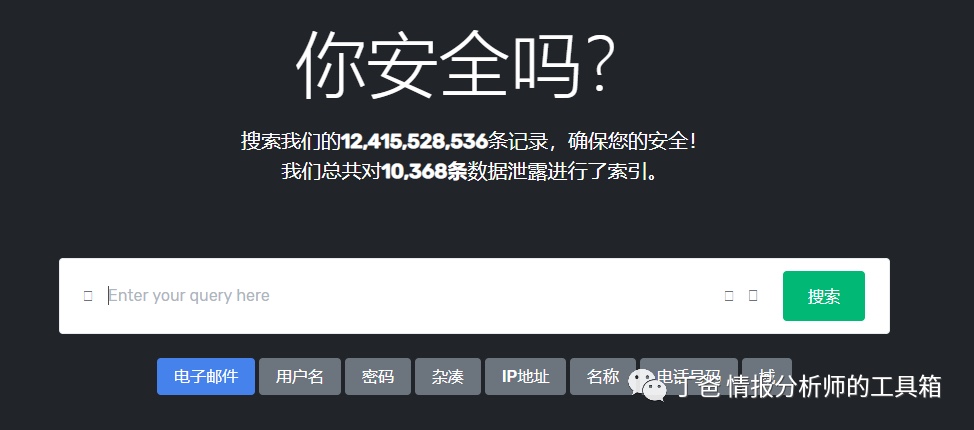 你安全吗?
搜索我们的12,415,528,536条记录，确保您的安全！
我们总共对10,368条数据泄露进行了索引。
Enter your query here
搜索
电子邮件 用户名 密码 杂凑 IP地址 名称 电话号码 域
丁爸 情报分析师的工具箱